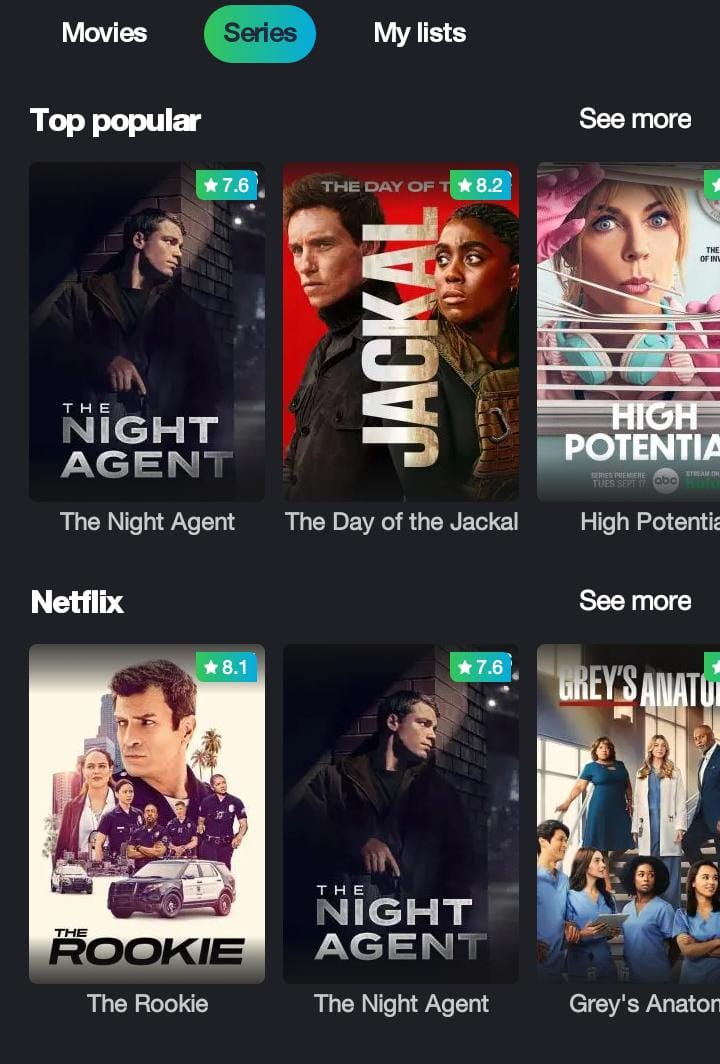 Movies
Series
My lists
Top popular
See more
7.6
THE
NIGHT
AGENT
The Night Agent
THE DAY OF T
8.2
JACKAL
The Day of the Jackal
THE
OF IN
HIGH
POTENTIA
SERIES PREMIERE
TUES SEPT 17
abc
STREAM ON
hulu
High Potentia
Netflix
See more
8.1
THE
ROOKIE
The Rookie
7.6
THE
NIGHT
AGENT
The Night Agent
GREY'S ANATO
Grey's Anaton